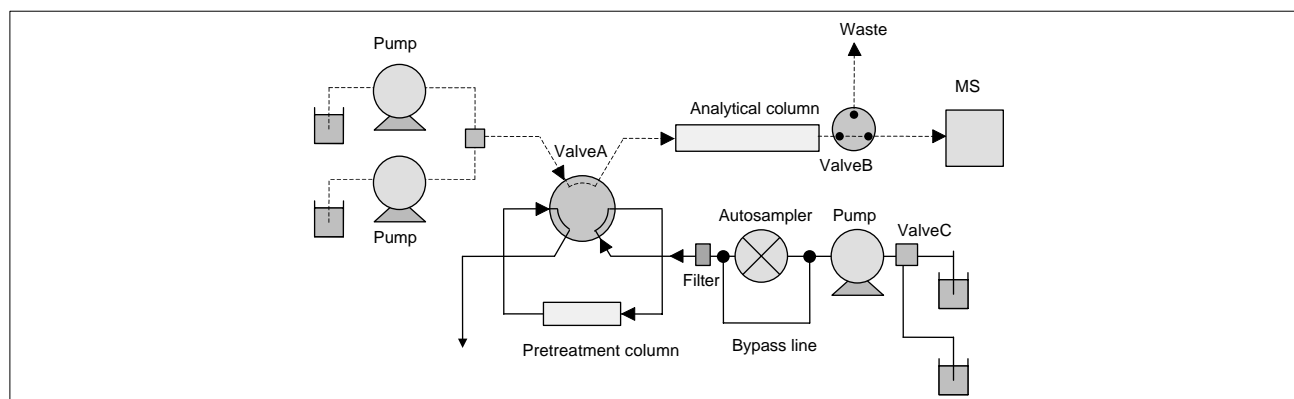 Waste
Pump
MS
Analytical column
ValveA
ValveB
Pump
Autosampler
Pump
ValveC
Filter
Pretreatment column
Bypass line